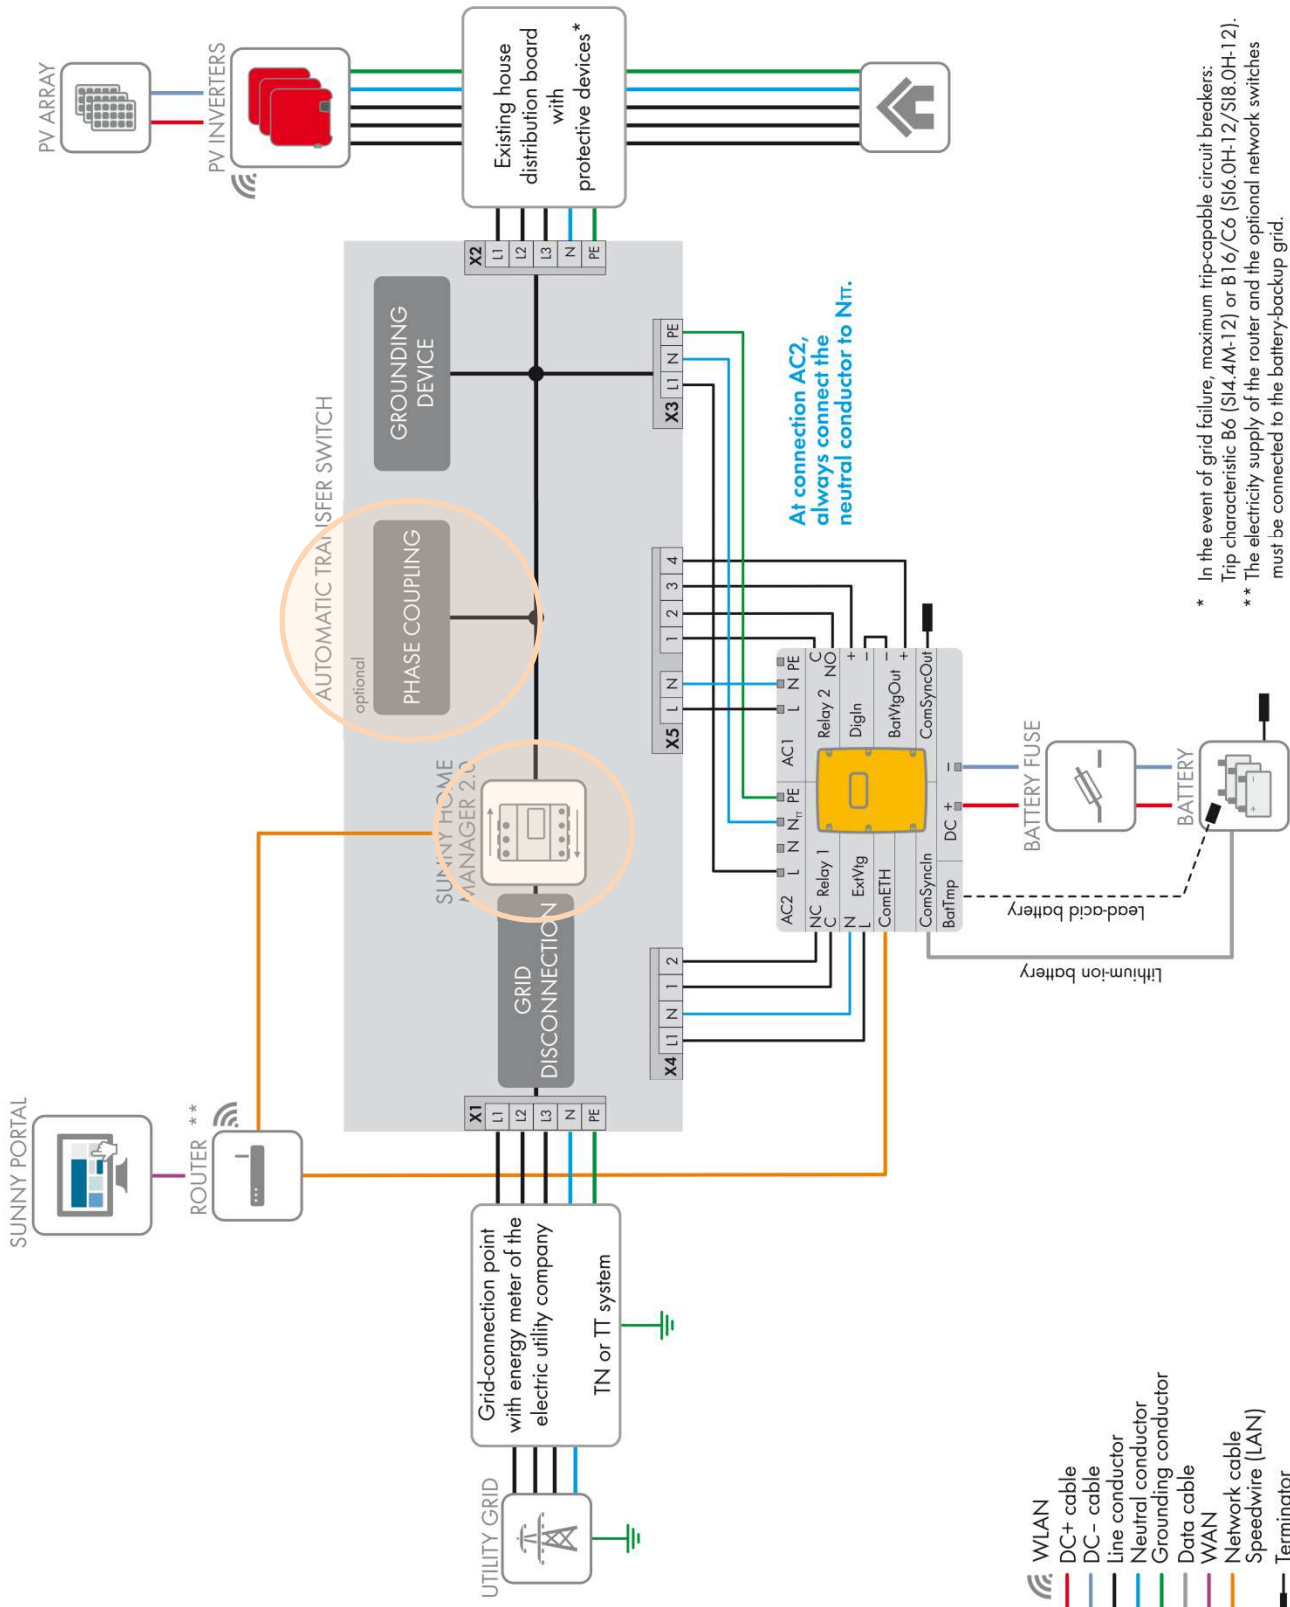 SUNNY PORTAL
ROUTER **
PV ARRAY
PV INVERTERS
UTILITY GRID
Grid-connection point
with energy meter of the
electric utility company
TN or TT system
AUTOMATIC TRANSFER SWITCH
SUNNY HOME
MANAGER 2.0
optional
GRID
DISCONNECTION
PHASE COUPLING
GROUNDING
DEVICE
X1
L1
L2
L3
N
PE
X2
L1
L2
L3
N
PE
Existing house
distribution board
with
protective devices*
X4 L1 N 1 2
X5 L N 1 2 3 4
X3 L1 N PE
At connection AC2,
always connect the
neutral conductor to NTT.
AC2 L N NTT PE
AC1 L N PE
NC
Relay 1
C
N
ExtVtg
L
ComETH
ComSyncIn
BatTmp
C
Relay 2
NO
+
DigIn
–
–
BatVtgOut
+
ComSyncOut
DC + –
BATTERY FUSE
BATTERY
Lead-acid battery
Lithium-ion battery
WLAN
DC+ cable
DC– cable
Line conductor
Neutral conductor
Grounding conductor
Data cable
WAN
Network cable
Speedwire (LAN)
Terminator
* In the event of grid failure, maximum trip-capable circuit breakers:
Trip characteristic B6 (SI4.4M-12) or B16/C6 (SI6.0H-12/SI8.0H-12).
** The electricity supply of the router and the optional network switches
must be connected to the battery-backup grid.